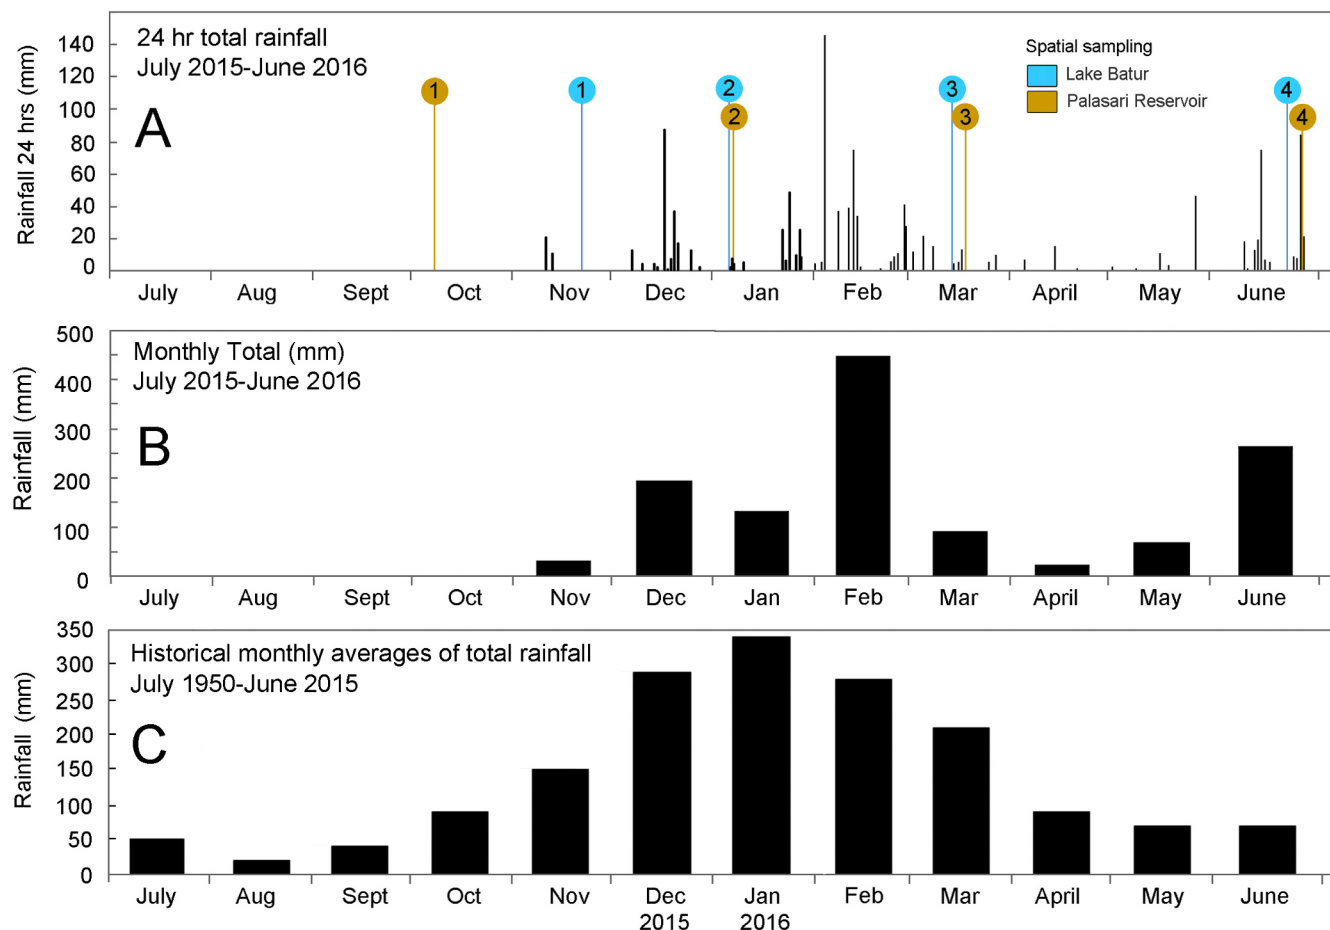 24 hr total rainfall
July 2015-June 2016
A
Rainfall 24 hrs (mm)
140
120
100
80
60
40
20
0
1
1
2
2
3
3
4
4
Spatial sampling
Lake Batur
Palasari Reservoir
July Aug Sept Oct Nov Dec Jan Feb Mar April May June
Monthly Total (mm)
July 2015-June 2016
B
Rainfall (mm)
500
400
300
200
100
0
July Aug Sept Oct Nov Dec Jan Feb Mar April May June
Historical monthly averages of total rainfall
July 1950-June 2015
C
Rainfall (mm)
350
300
250
200
150
100
50
0
July Aug Sept Oct Nov Dec Jan Feb Mar April May June
2015 2016